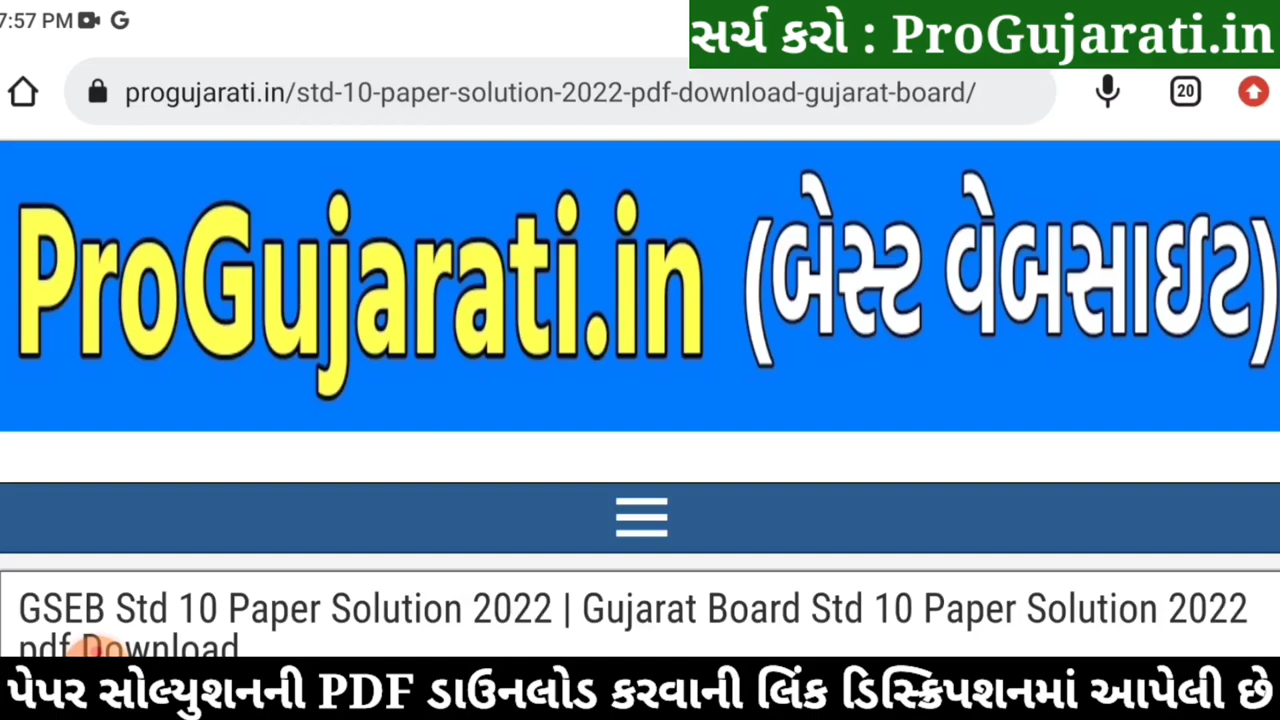 7:57 PM
સર્ચ કરો : ProGujarati.in
progujarati.in/std-10-paper-solution-2022-pdf-download-gujarat-board/
20
ProGujarati.in (બેસ્ટ વેબસાઇટ)
GSEB Std 10 Paper Solution 2022 | Gujarat Board Std 10 Paper Solution 2022
pdf Download
પેપર સોલ્યુશનની PDF ડાઉનલોડ કરવાની લિંક ડિસ્ક્રિપશનમાં આપેલી છે